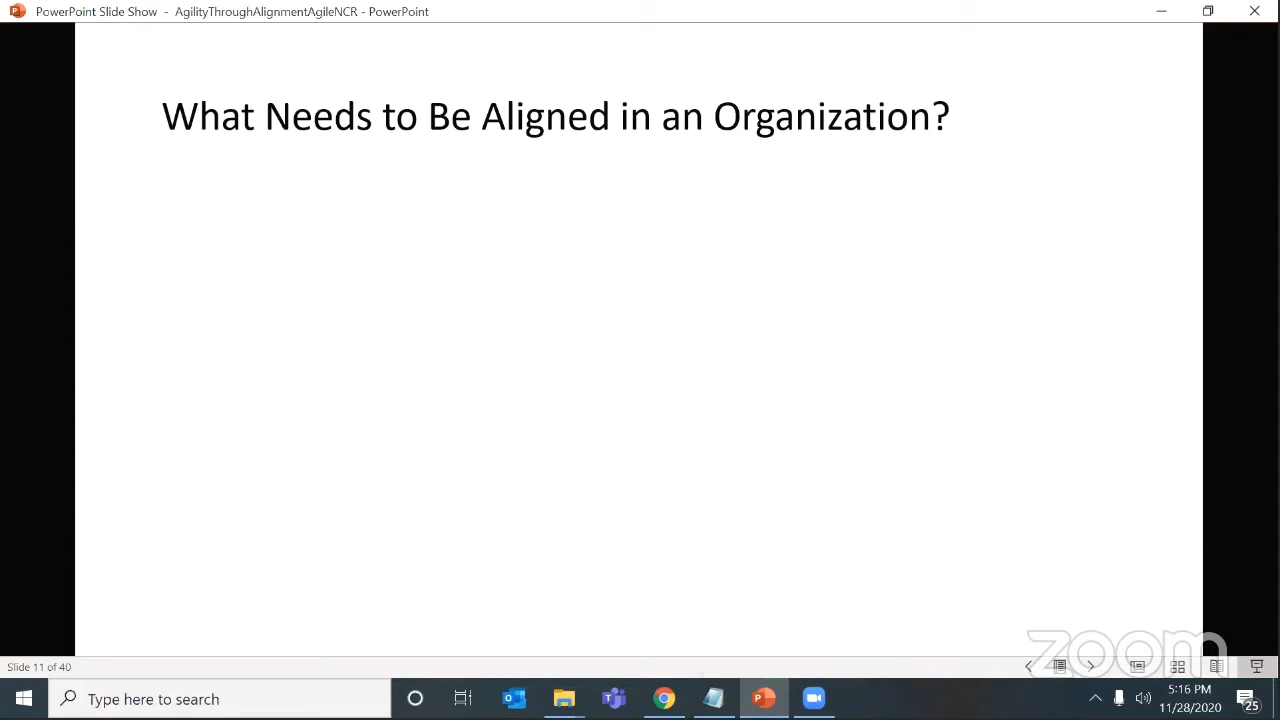 PowerPoint Slide Show - AgilityThroughAlignmentAgileNCR - PowerPoint
What Needs to Be Aligned in an Organization?
zoom
Slide 11 of 40
Type here to search
5:16 PM
11/28/2020
25